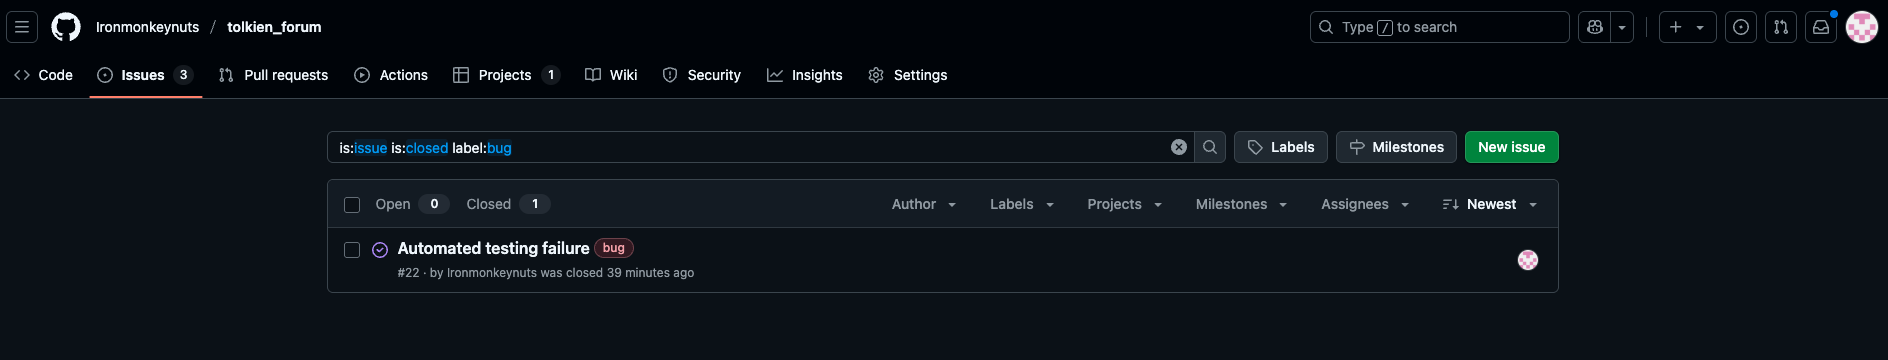 Ironmonkeynuts / tolkien_forum Type / to search
Code Issues 3 Pull requests Actions Projects 1 Wiki Security Insights Settings
is:issue is:closed label:bug Labels Milestones New issue
Open 0 Closed 1 Author Labels Projects Milestones Assignees Newest
Automated testing failure bug
#22 · by Ironmonkeynuts was closed 39 minutes ago